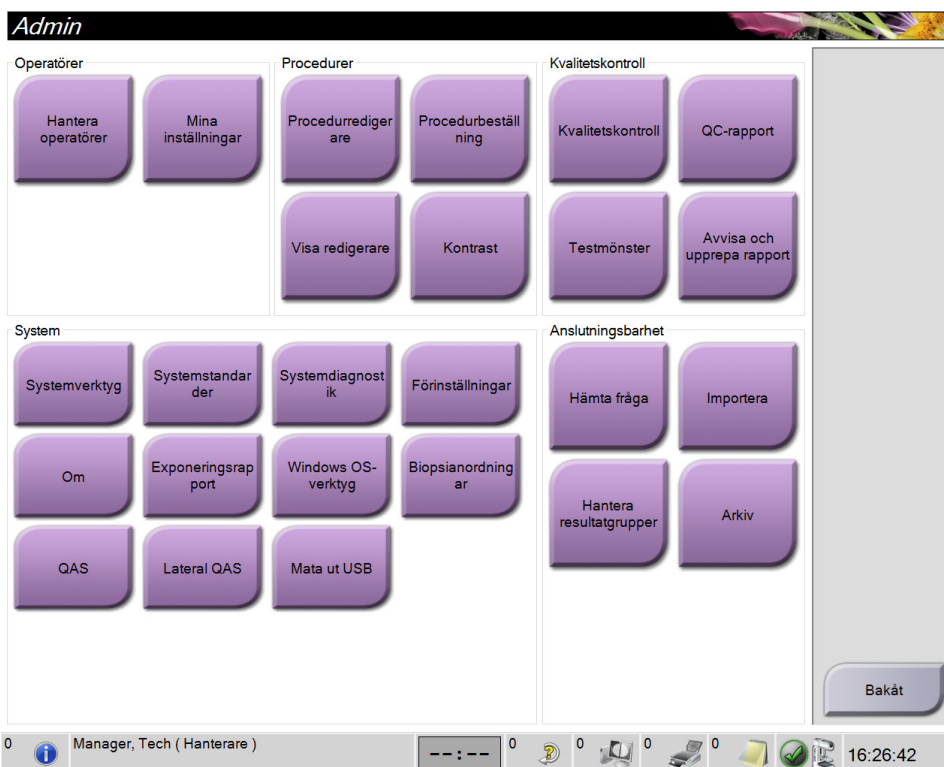 Admin
Operatörer
Hantera
operatörer
Mina
inställningar
Procedurer
Procedurrediger
are
Procedurbeställ
ning
Visa redigerare
Kontrast
Kvalitetskontroll
Kvalitetskontroll
QC-rapport
Testmönster
Avvisa och
upprepa rapport
System
Systemverktyg
Systemstandar
der
Systemdiagnost
ik
Förinställningar
Om
Exponeringsrap
port
Windows OS-
verktyg
Biopsianordning
ar
QAS
Lateral QAS
Mata ut USB
Anslutningsbarhet
Hämta fråga
Importera
Hantera
resultatgrupper
Arkiv
Bakåt
0
Manager, Tech ( Hanterare )
--:--
0
0
0
0
16:26:42